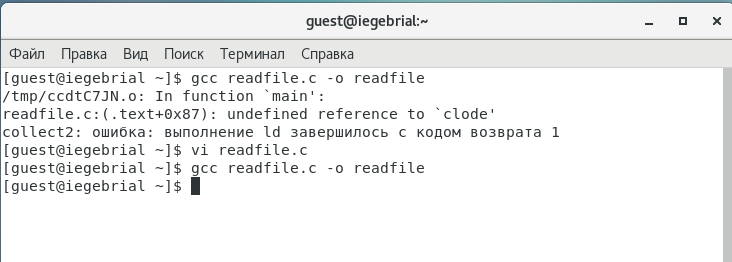 guest@iegebrial:~
Файл Правка Вид Поиск Терминал Справка
[guest@iegebrial ~]$ gcc readfile.c -o readfile
/tmp/ccdtC7JN.o: In function `main':
readfile.c:(.text+0x87): undefined reference to `clode'
collect2: ошибка: выполнение ld завершилось с кодом возврата 1
[guest@iegebrial ~]$ vi readfile.c
[guest@iegebrial ~]$ gcc readfile.c -o readfile
[guest@iegebrial ~]$